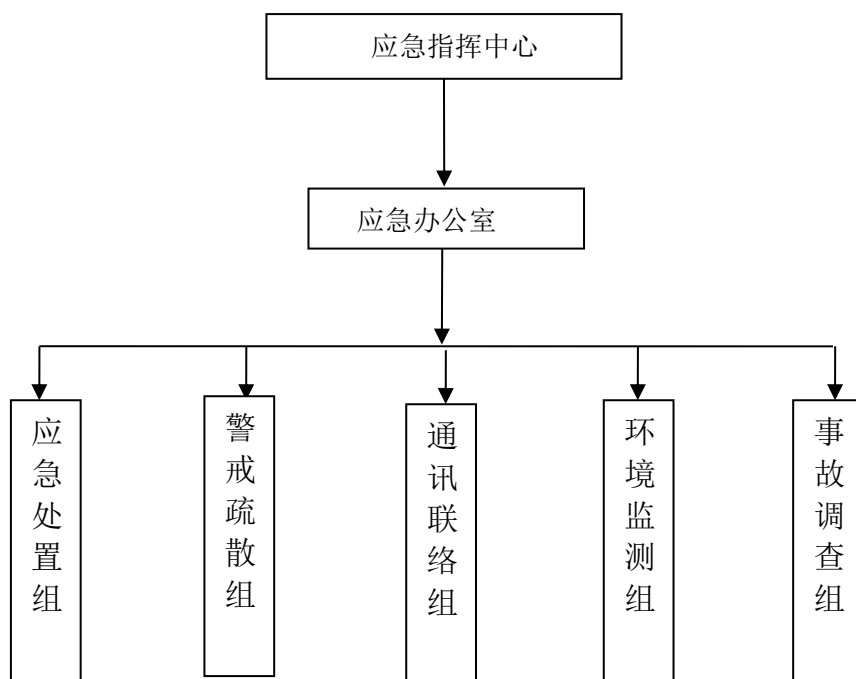 应急指挥中心
应急办公室
应急处置组
警戒疏散组
通讯联络组
环境监测组
事故调查组